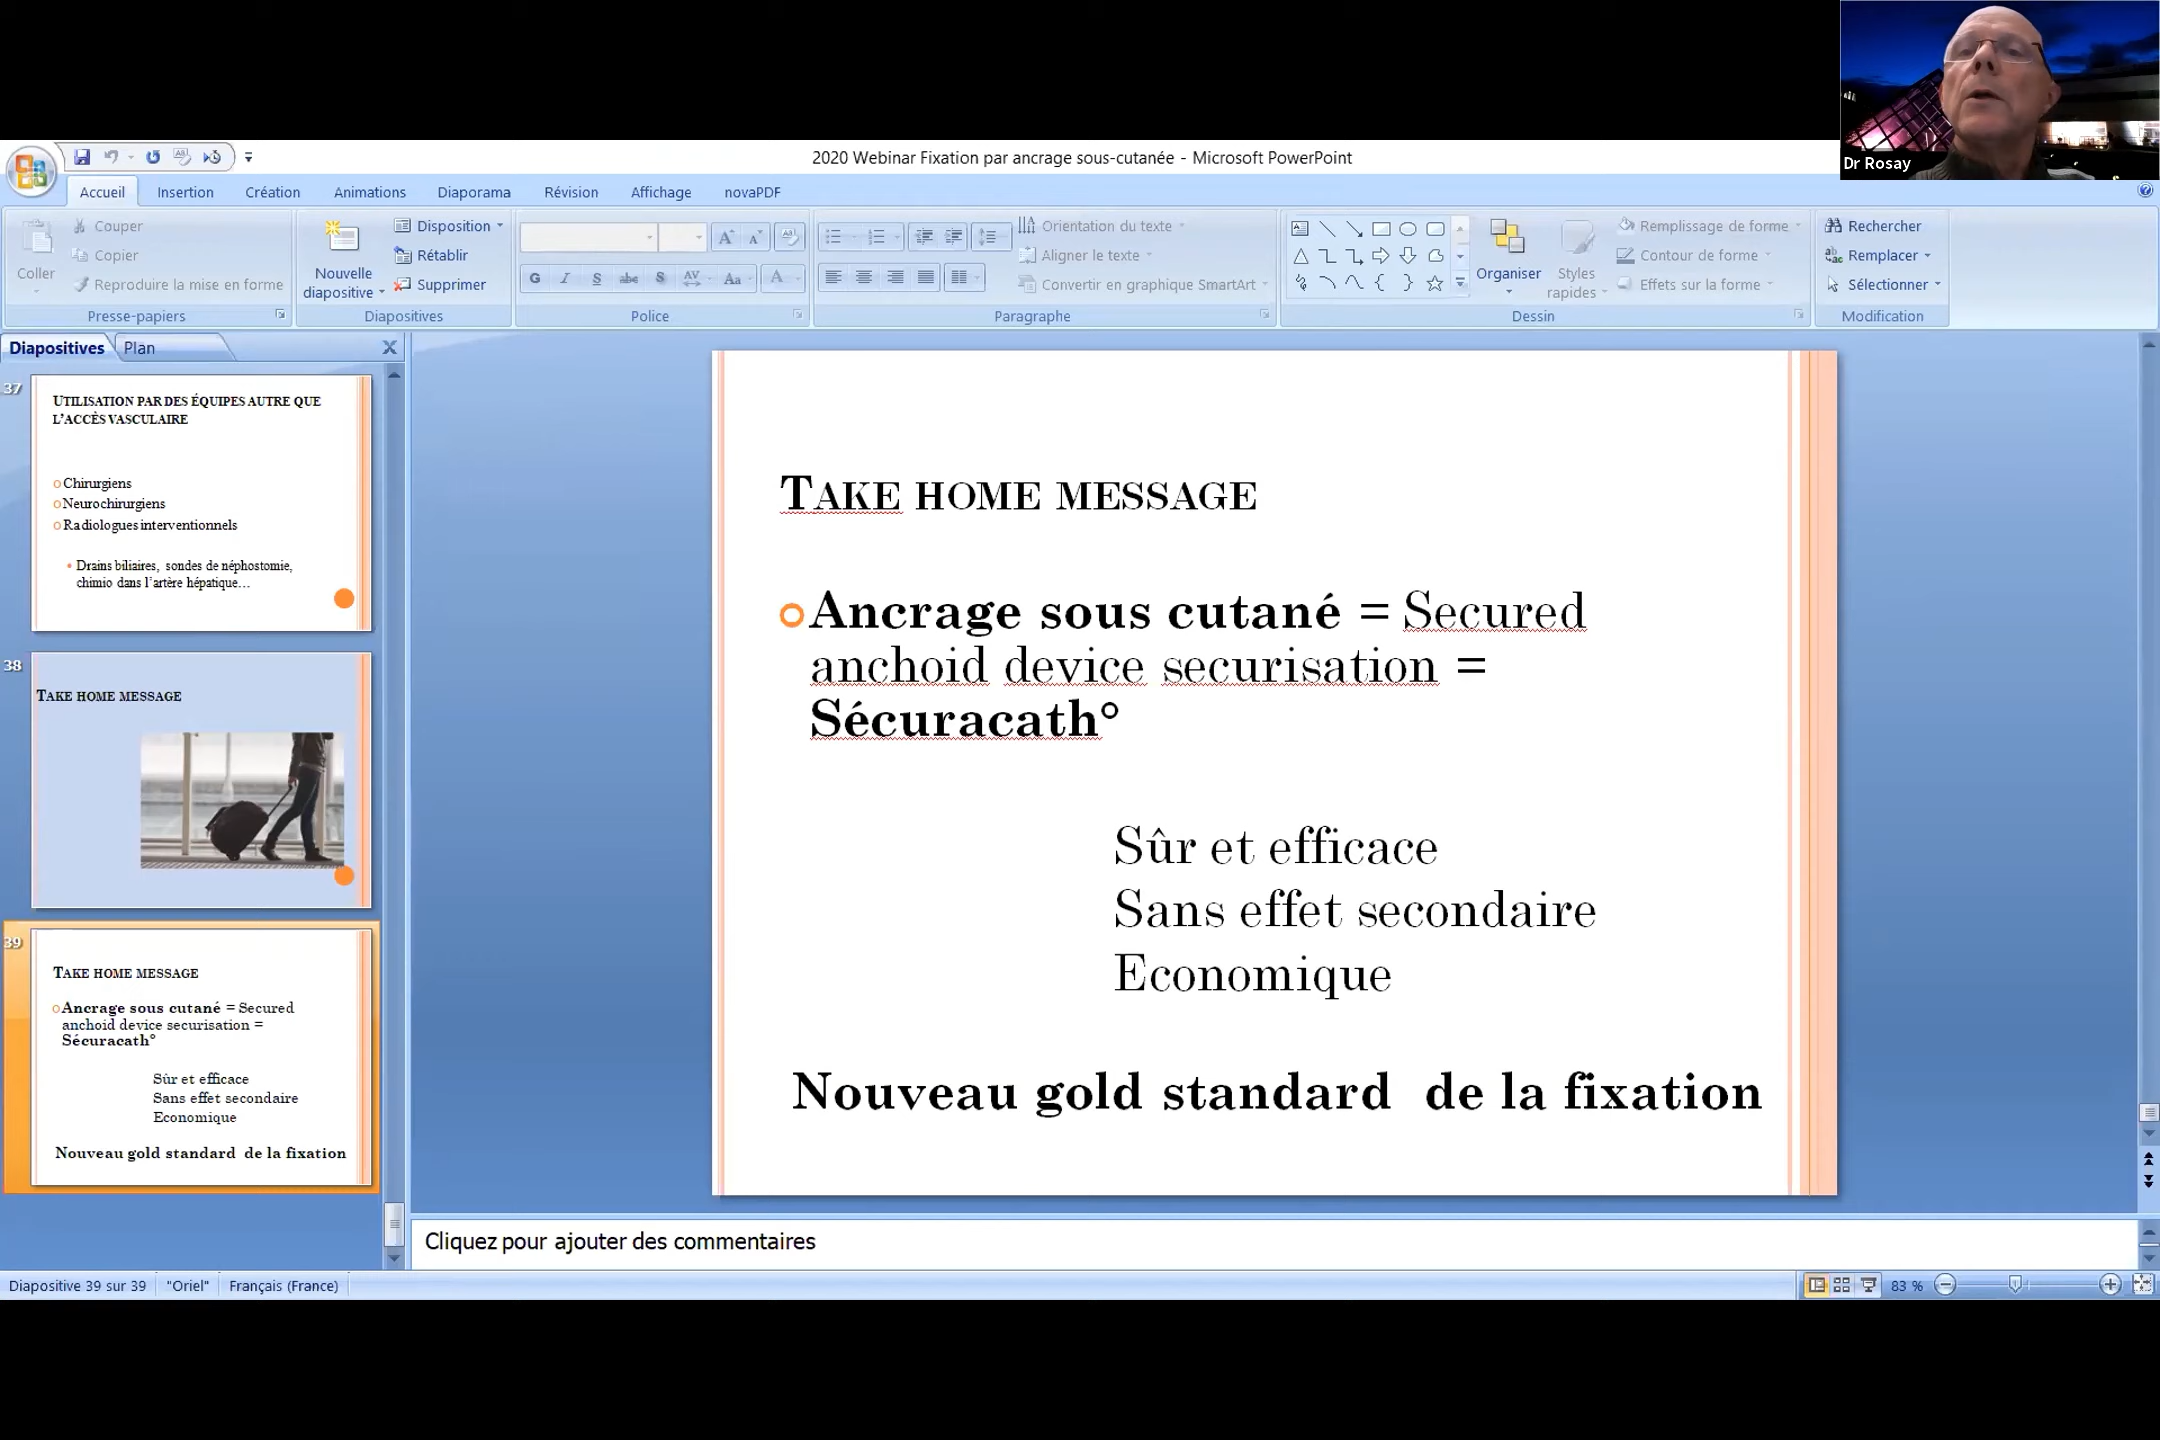 Dr Rosay
2020 Webinar Fixation par ancrage sous-cutanée - Microsoft PowerPoint
Accueil Insertion Création Animations Diaporama Révision Affichage novaPDF
Coller
Couper
Copier
Reproduire la mise en forme
Presse-papiers
Nouvelle
diapositive
Disposition
Rétablir
Supprimer
Diapositives
G I S abc S AV Aa A
Police
Orientation du texte
Aligner le texte
Convertir en graphique SmartArt
Paragraphe
Organiser
Styles
rapides
Remplissage de forme
Contour de forme
Effets sur la forme
Dessin
Rechercher
Remplacer
Sélectionner
Modification
Diapositives Plan
37
UTILISATION PAR DES ÉQUIPES AUTRE QUE
L'ACCÈS VASCULAIRE
Chirurgiens
Neurochirurgiens
Radiologues interventionnels
Drains biliaires, sondes de néphostomie,
chimio dans l'artère hépatique...
38
TAKE HOME MESSAGE
39
TAKE HOME MESSAGE
Ancrage sous cutané = Secured
anchoid device securisation =
Sécuracath°
Sûr et efficace
Sans effet secondaire
Economique
Nouveau gold standard de la fixation
TAKE HOME MESSAGE
Ancrage sous cutané = Secured
anchoid device securisation =
Sécuracath°
Sûr et efficace
Sans effet secondaire
Economique
Nouveau gold standard de la fixation
Cliquez pour ajouter des commentaires
Diapositive 39 sur 39 "Oriel" Français (France) 83 %